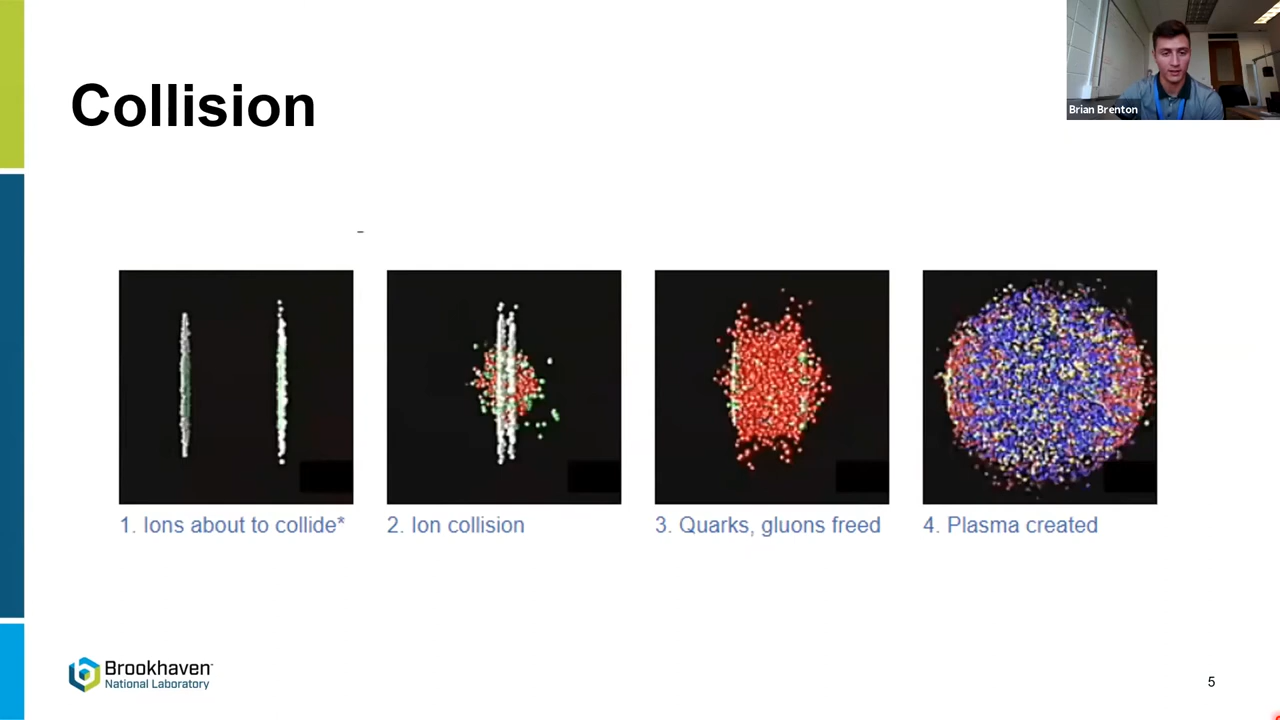 Collision
Brian Brenton
-
1. Ions about to collide*
2. Ion collision
3. Quarks, gluons freed
4. Plasma created
Brookhaven
National Laboratory
5